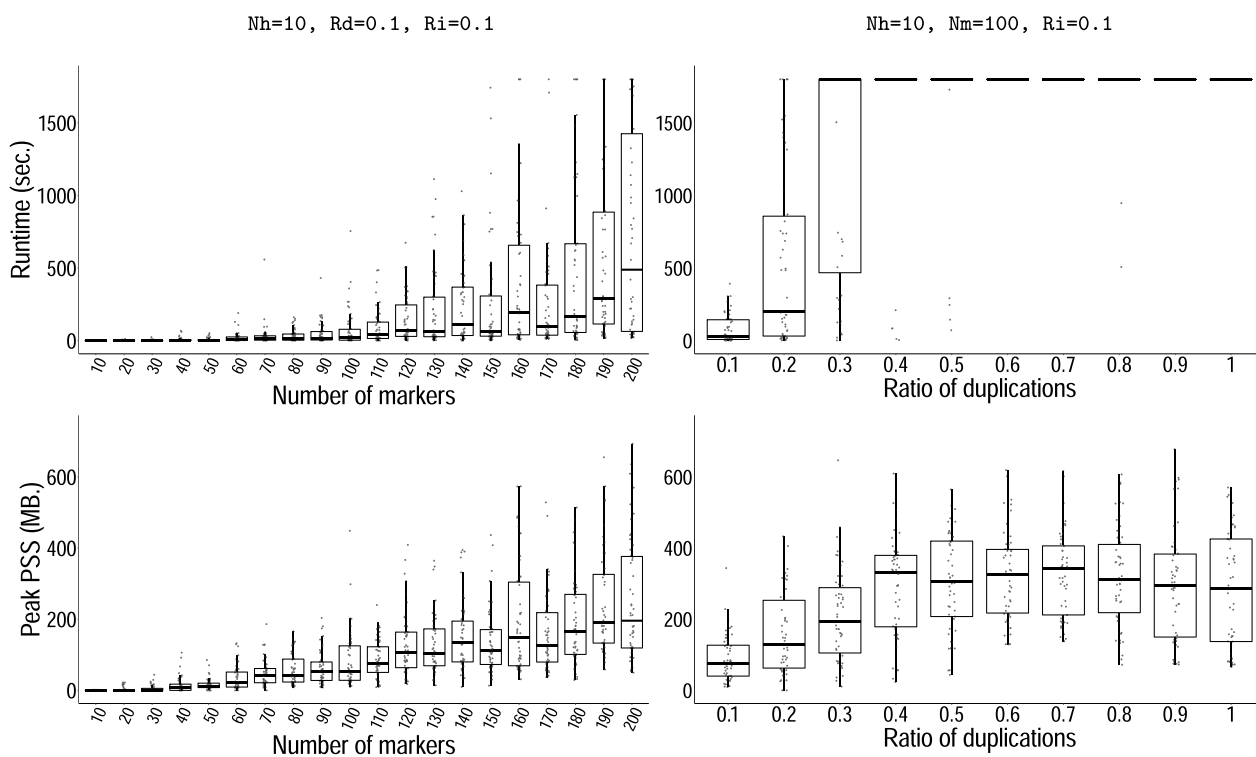 Nh=10, Rd=0.1, Ri=0.1
Nh=10, Nm=100, Ri=0.1
Runtime (sec.)
1500
1000
500
0
10 20 30 40 50 60 70 80 90 100 110 120 130 140 150 160 170 180 190 200
Number of markers
1500
1000
500
0
0.1 0.2 0.3 0.4 0.5 0.6 0.7 0.8 0.9 1
Ratio of duplications
Peak PSS (MB.)
600
400
200
0
10 20 30 40 50 60 70 80 90 100 110 120 130 140 150 160 170 180 190 200
Number of markers
600
400
200
0
0.1 0.2 0.3 0.4 0.5 0.6 0.7 0.8 0.9 1
Ratio of duplications